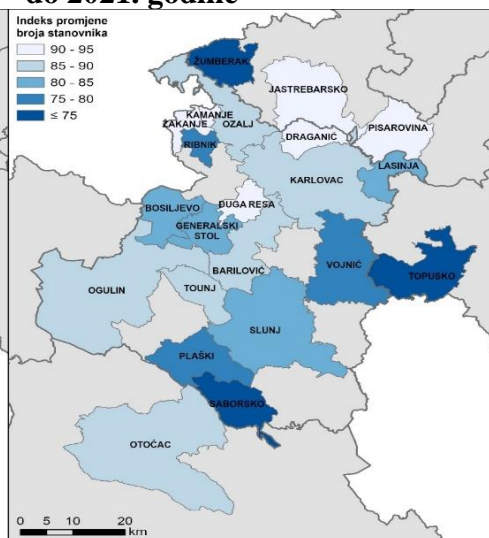 do 2021. godine
Indeks promjene
broja stanovnika
90 - 95
85 - 90
80 - 85
75 - 80
≤ 75
ŽUMBERAK
JASTREBARSKO
KAMANJE
ŽAKANJE
OZALJ
DRAGANIĆ
PISAROVINA
RIBNIK
LASINJA
KARLOVAC
BOSILJEVO
DUGA RESA
GENERALSKI
STOL
VOJNIĆ
TOPUSKO
BARILOVIĆ
OGULIN
TOUNJ
SLUNJ
PLAŠKI
SABORSKO
OTOČAC
0 5 10 20
km